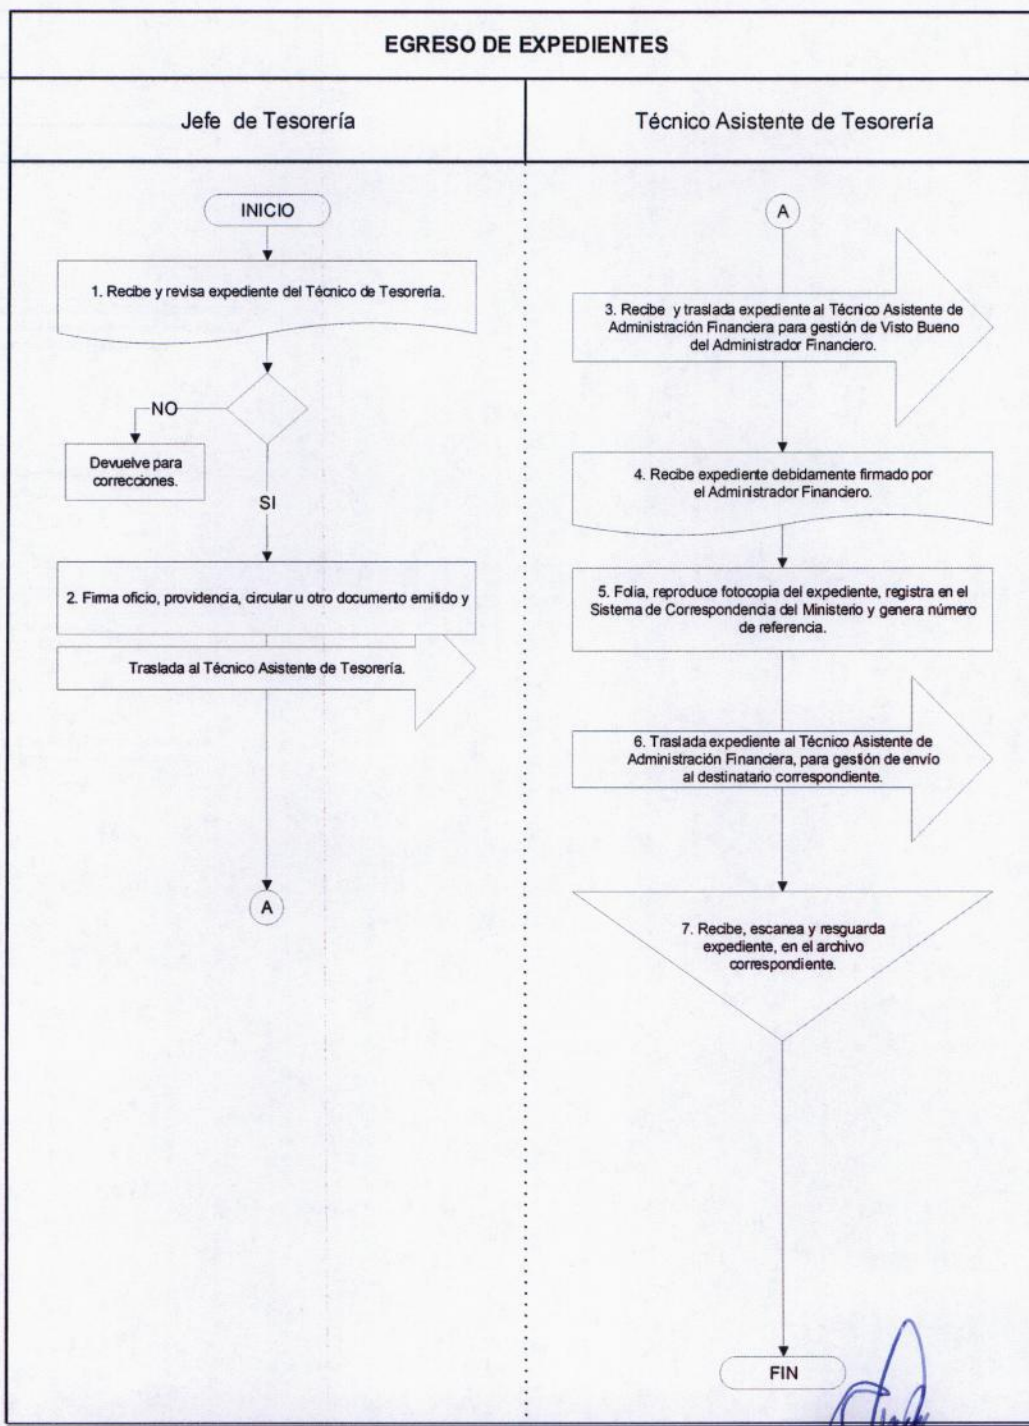 EGRESO DE EXPEDIENTES
Jefe de Tesorería
Técnico Asistente de Tesorería
INICIO
1. Recibe y revisa expediente del Técnico de Tesorería.
NO
Devuelve para
correcciones.
SI
2. Firma oficio, providencia, circular u otro documento emitido y
Traslada al Técnico Asistente de Tesorería.
A
A
3. Recibe y traslada expediente al Técnico Asistente de
Administración Financiera para gestión de Visto Bueno
del Administrador Financiero.
4. Recibe expediente debidamente firmado por
el Administrador Financiero.
5. Folia, reproduce fotocopia del expediente, registra en el
Sistema de Correspondencia del Ministerio y genera número
de referencia.
6. Traslada expediente al Técnico Asistente de
Administración Financiera, para gestión de envío
al destinatario correspondiente.
7. Recibe, escanea y resguarda
expediente, en el archivo
correspondiente.
FIN